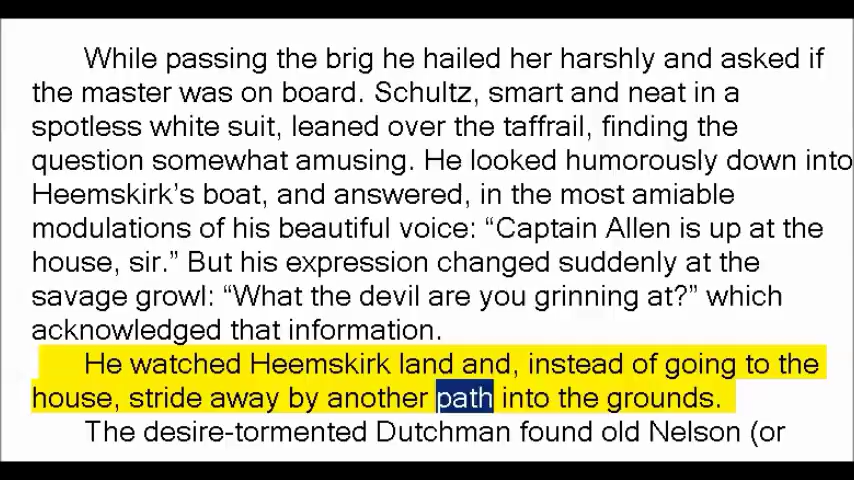 While passing the brig he hailed her harshly and asked if
the master was on board. Schultz, smart and neat in a
spotless white suit, leaned over the taffrail, finding the
question somewhat amusing. He looked humorously down into
Heemskirk’s boat, and answered, in the most amiable
modulations of his beautiful voice: “Captain Allen is up at the
house, sir.” But his expression changed suddenly at the
savage growl: “What the devil are you grinning at?” which
acknowledged that information.
He watched Heemskirk land and, instead of going to the
house, stride away by another path into the grounds.
The desire-tormented Dutchman found old Nelson (or